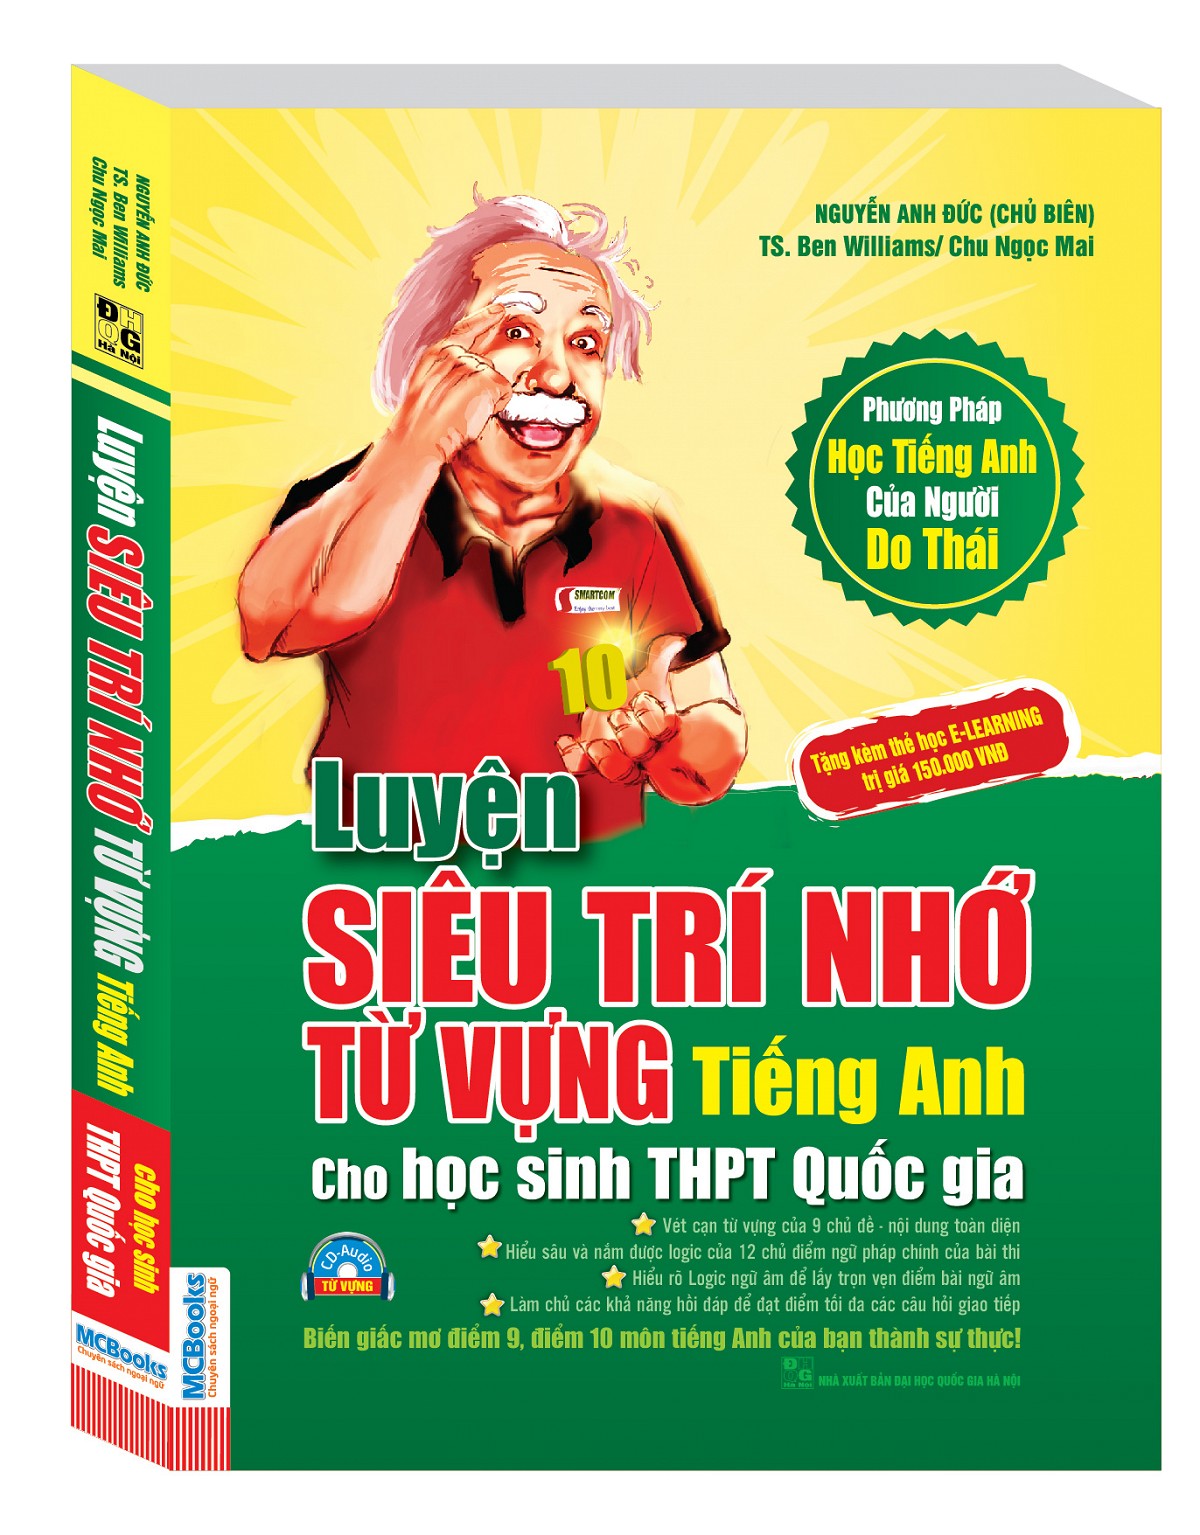 NGUYỄN ANH ĐỨC (CHỦ BIÊN)
TS. Ben Williams/ Chu Ngọc Mai
Phương Pháp
Học Tiếng Anh
Của Người
Do Thái
SMARTCOM
10
Tặng kèm thẻ học E-LEARNING
trị giá 150.000 VNĐ
Luyện
SIÊU TRÍ NHỚ
TỪ VỰNG Tiếng Anh
Cho học sinh THPT Quốc gia
Vét cạn từ vựng của 9 chủ đề - nội dung toàn diện
Hiểu sâu và nắm được logic của 12 chủ điểm ngữ pháp chính của bài thi
Hiểu rõ Logic ngữ âm để lấy trọn vẹn điểm bài ngữ âm
Làm chủ các khả năng hồi đáp để đạt điểm tối đa các câu hỏi giao tiếp
CD-Audio
TỪ VỰNG
Biến giấc mơ điểm 9, điểm 10 môn tiếng Anh của bạn thành sự thực!
ĐH
QG
Hà Nội
NHÀ XUẤT BẢN ĐẠI HỌC QUỐC GIA HÀ NỘI
MCBooks
Chuyên sách ngoại ngữ
NGUYỄN ANH ĐỨC
TS. Ben Williams
Chu Ngọc Mai
ĐH
QG
Hà Nội
Luyện SIÊU TRÍ NHỚ TỪ VỰNG Tiếng Anh
Cho học sinh
THPT Quốc gia
MCBooks
Chuyên sách ngoại ngữ